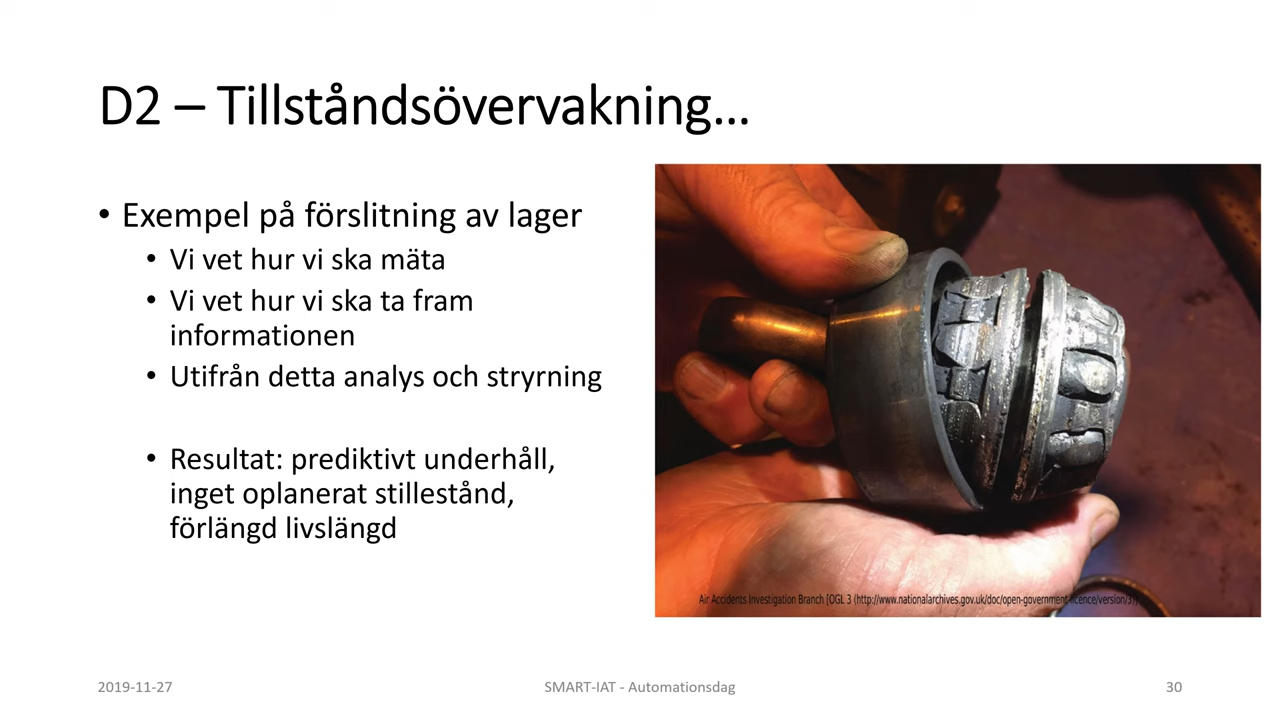 D2 – Tillståndsövervakning...
• Exempel på förslitning av lager
• Vi vet hur vi ska mäta
• Vi vet hur vi ska ta fram
informationen
• Utifrån detta analys och stryrning
• Resultat: prediktivt underhåll,
inget oplanerat stillestånd,
förlängd livslängd
Air Accidents Investigation Branch [OGL 3 (http://www.nationalarchives.gov.uk/doc/open-government-licence/version/3)]
2019-11-27
SMART-IAT - Automationsdag
30